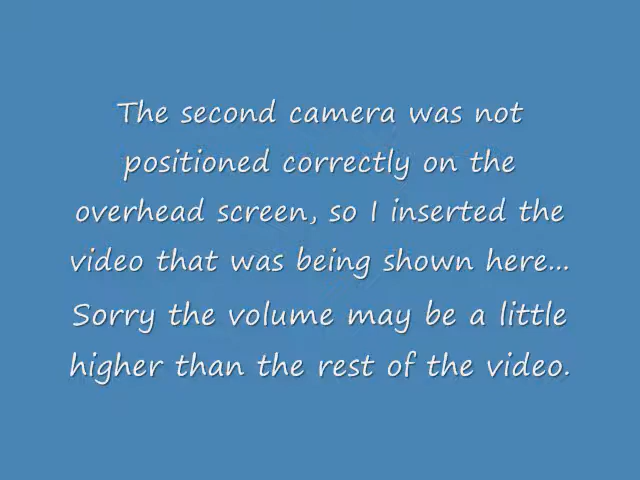 The second camera was not
positioned correctly on the
overhead screen, so I inserted the
video that was being shown here...
Sorry the volume may be a little
higher than the rest of the video.